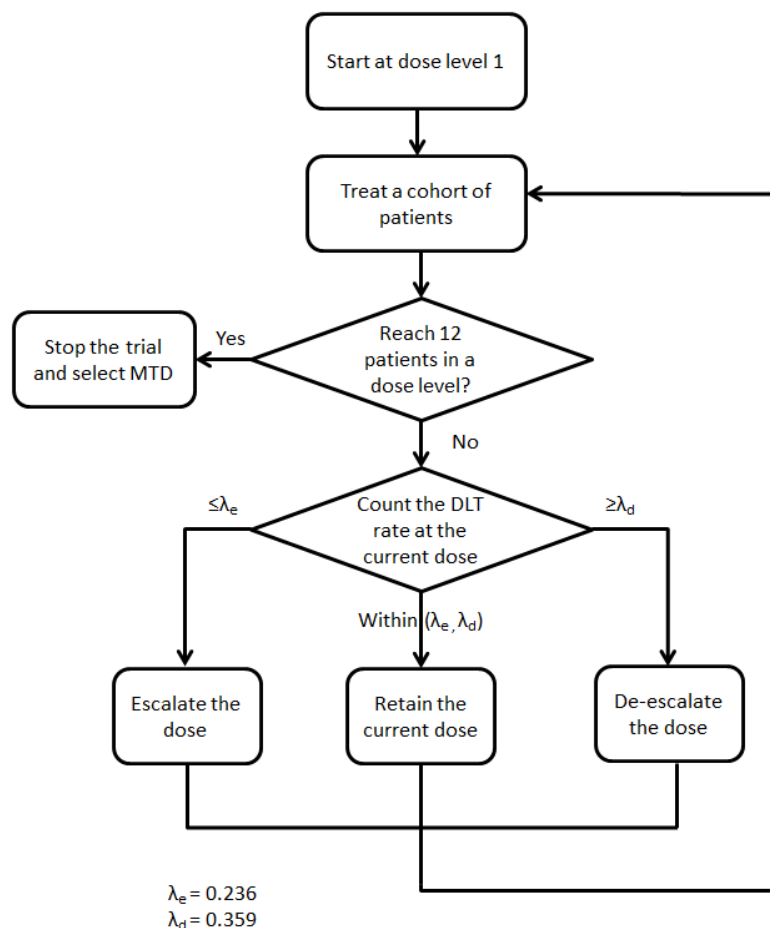 Start at dose level 1
Treat a cohort of
patients
Reach 12
patients in a
dose level?
Yes
Stop the trial
and select MTD
No
Count the DLT
rate at the
current dose
≤λe
≥λd
Within (λe, λd)
Escalate the
dose
Retain the
current dose
De-escalate
the dose
λe = 0.236
λd = 0.359